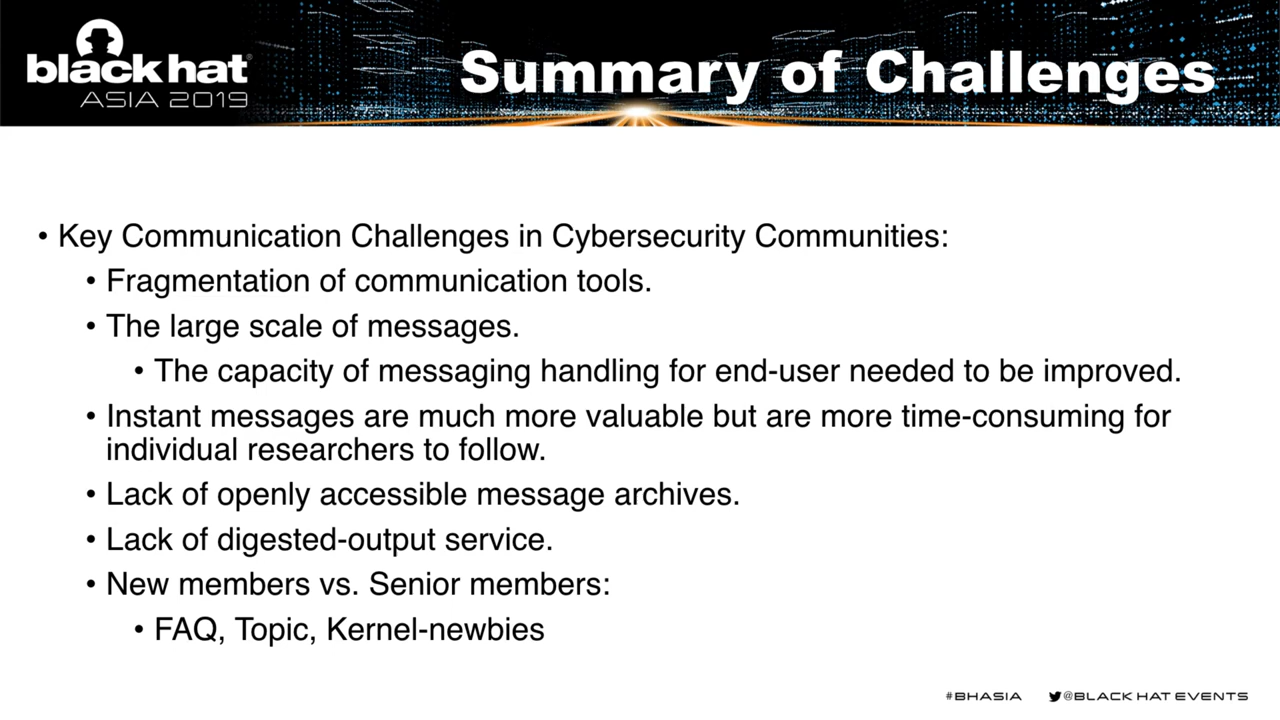 black hat
ASIA 2019
Summary of Challenges
• Key Communication Challenges in Cybersecurity Communities:
• Fragmentation of communication tools.
• The large scale of messages.
• The capacity of messaging handling for end-user needed to be improved.
• Instant messages are much more valuable but are more time-consuming for
individual researchers to follow.
• Lack of openly accessible message archives.
• Lack of digested-output service.
• New members vs. Senior members:
• FAQ, Topic, Kernel-newbies
#BHASIA @BLACK HAT EVENTS